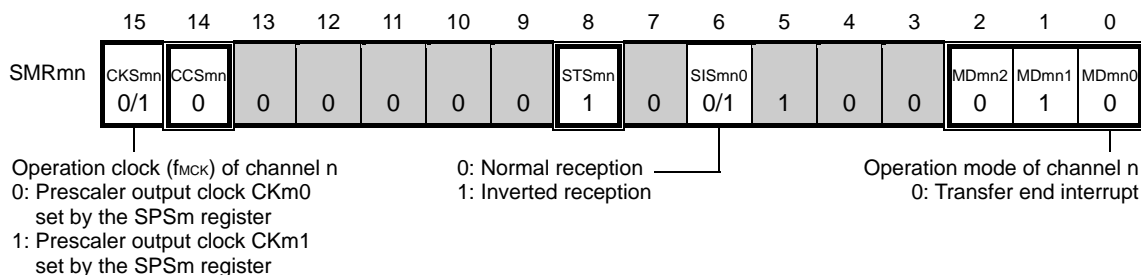 15 14 13 12 11 10 9 8 7 6 5 4 3 2 1 0
SMRmn CKSmn CCSmn STSmn SISmn0 MDmn2 MDmn1 MDmn0
0/1 0 0 0 0 0 0 1 0 0/1 1 0 0 0 1 0
Operation clock (fMCK) of channel n
0: Prescaler output clock CKm0
set by the SPSm register
1: Prescaler output clock CKm1
set by the SPSm register
0: Normal reception
1: Inverted reception
Operation mode of channel n
0: Transfer end interrupt